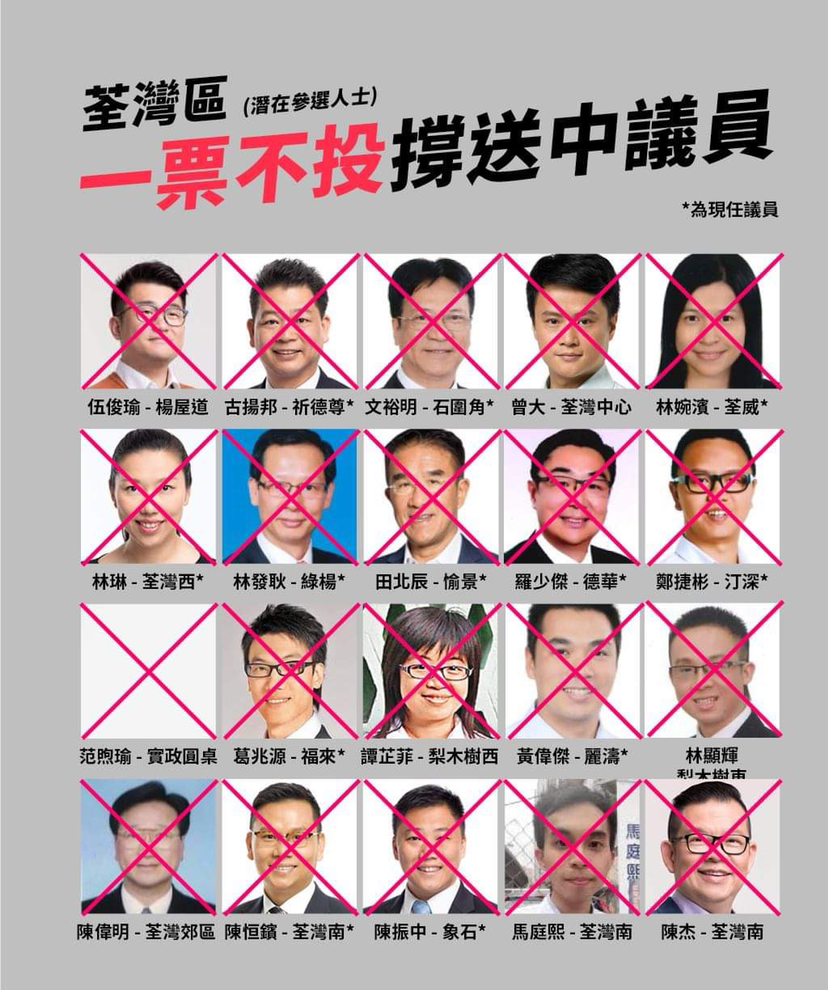 荃灣區 (潛在參選人士)
一票不投撐送中議員
*為現任議員
伍俊瑜 - 楊屋道 古揚邦 - 祈德尊* 文裕明 - 石圍角* 曾大 - 荃灣中心 林婉濱 - 荃威*
林琳 - 荃灣西* 林發耿 - 綠楊* 田北辰 - 愉景* 羅少傑 - 德華* 鄭捷彬 - 汀深*
范煦瑜 - 實政圓桌 葛兆源 - 福來* 譚芷菲 - 梨木樹西 黃偉傑 - 麗濤* 林顯輝
梨木樹東
馬庭熙
陳偉明 - 荃灣郊區 陳恒鑌 - 荃灣南* 陳振中 - 象石* 馬庭熙 - 荃灣南 陳杰 - 荃灣南